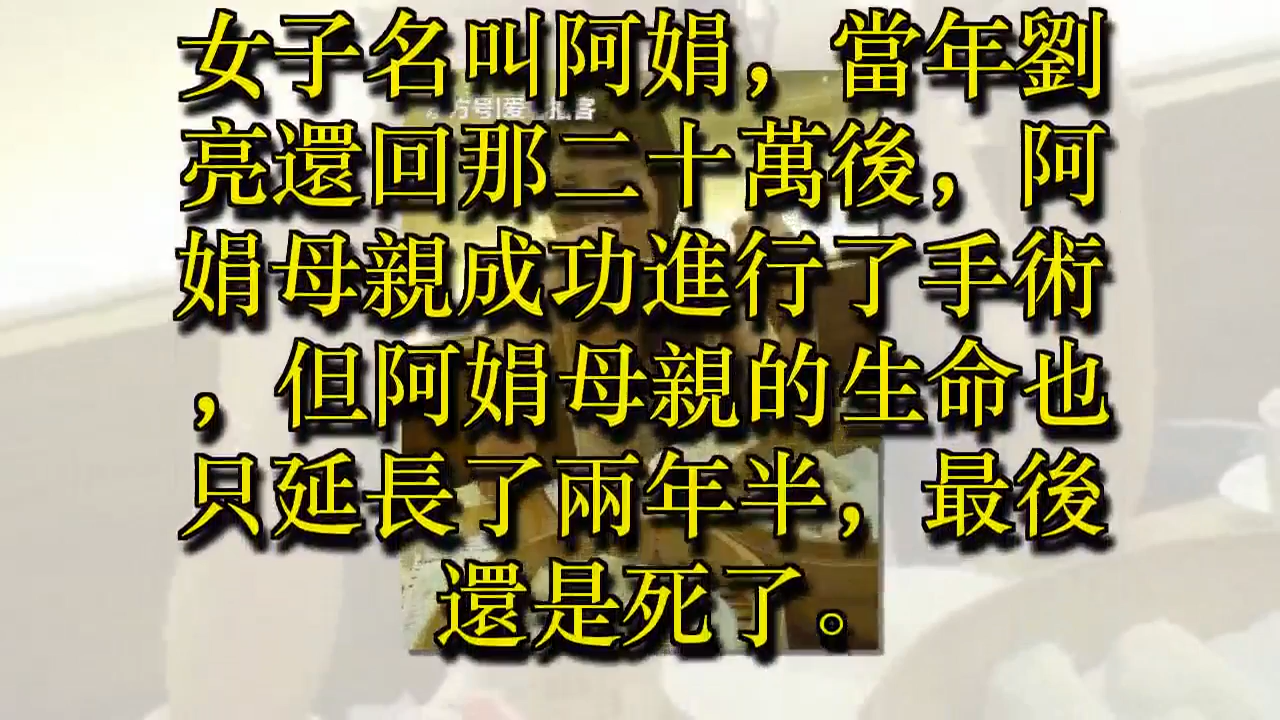 女子名叫阿娟，當年劉
亮還回那二十萬後，阿
娟母親成功進行了手術
，但阿娟母親的生命也
只延長了兩年半，最後
還是死了。